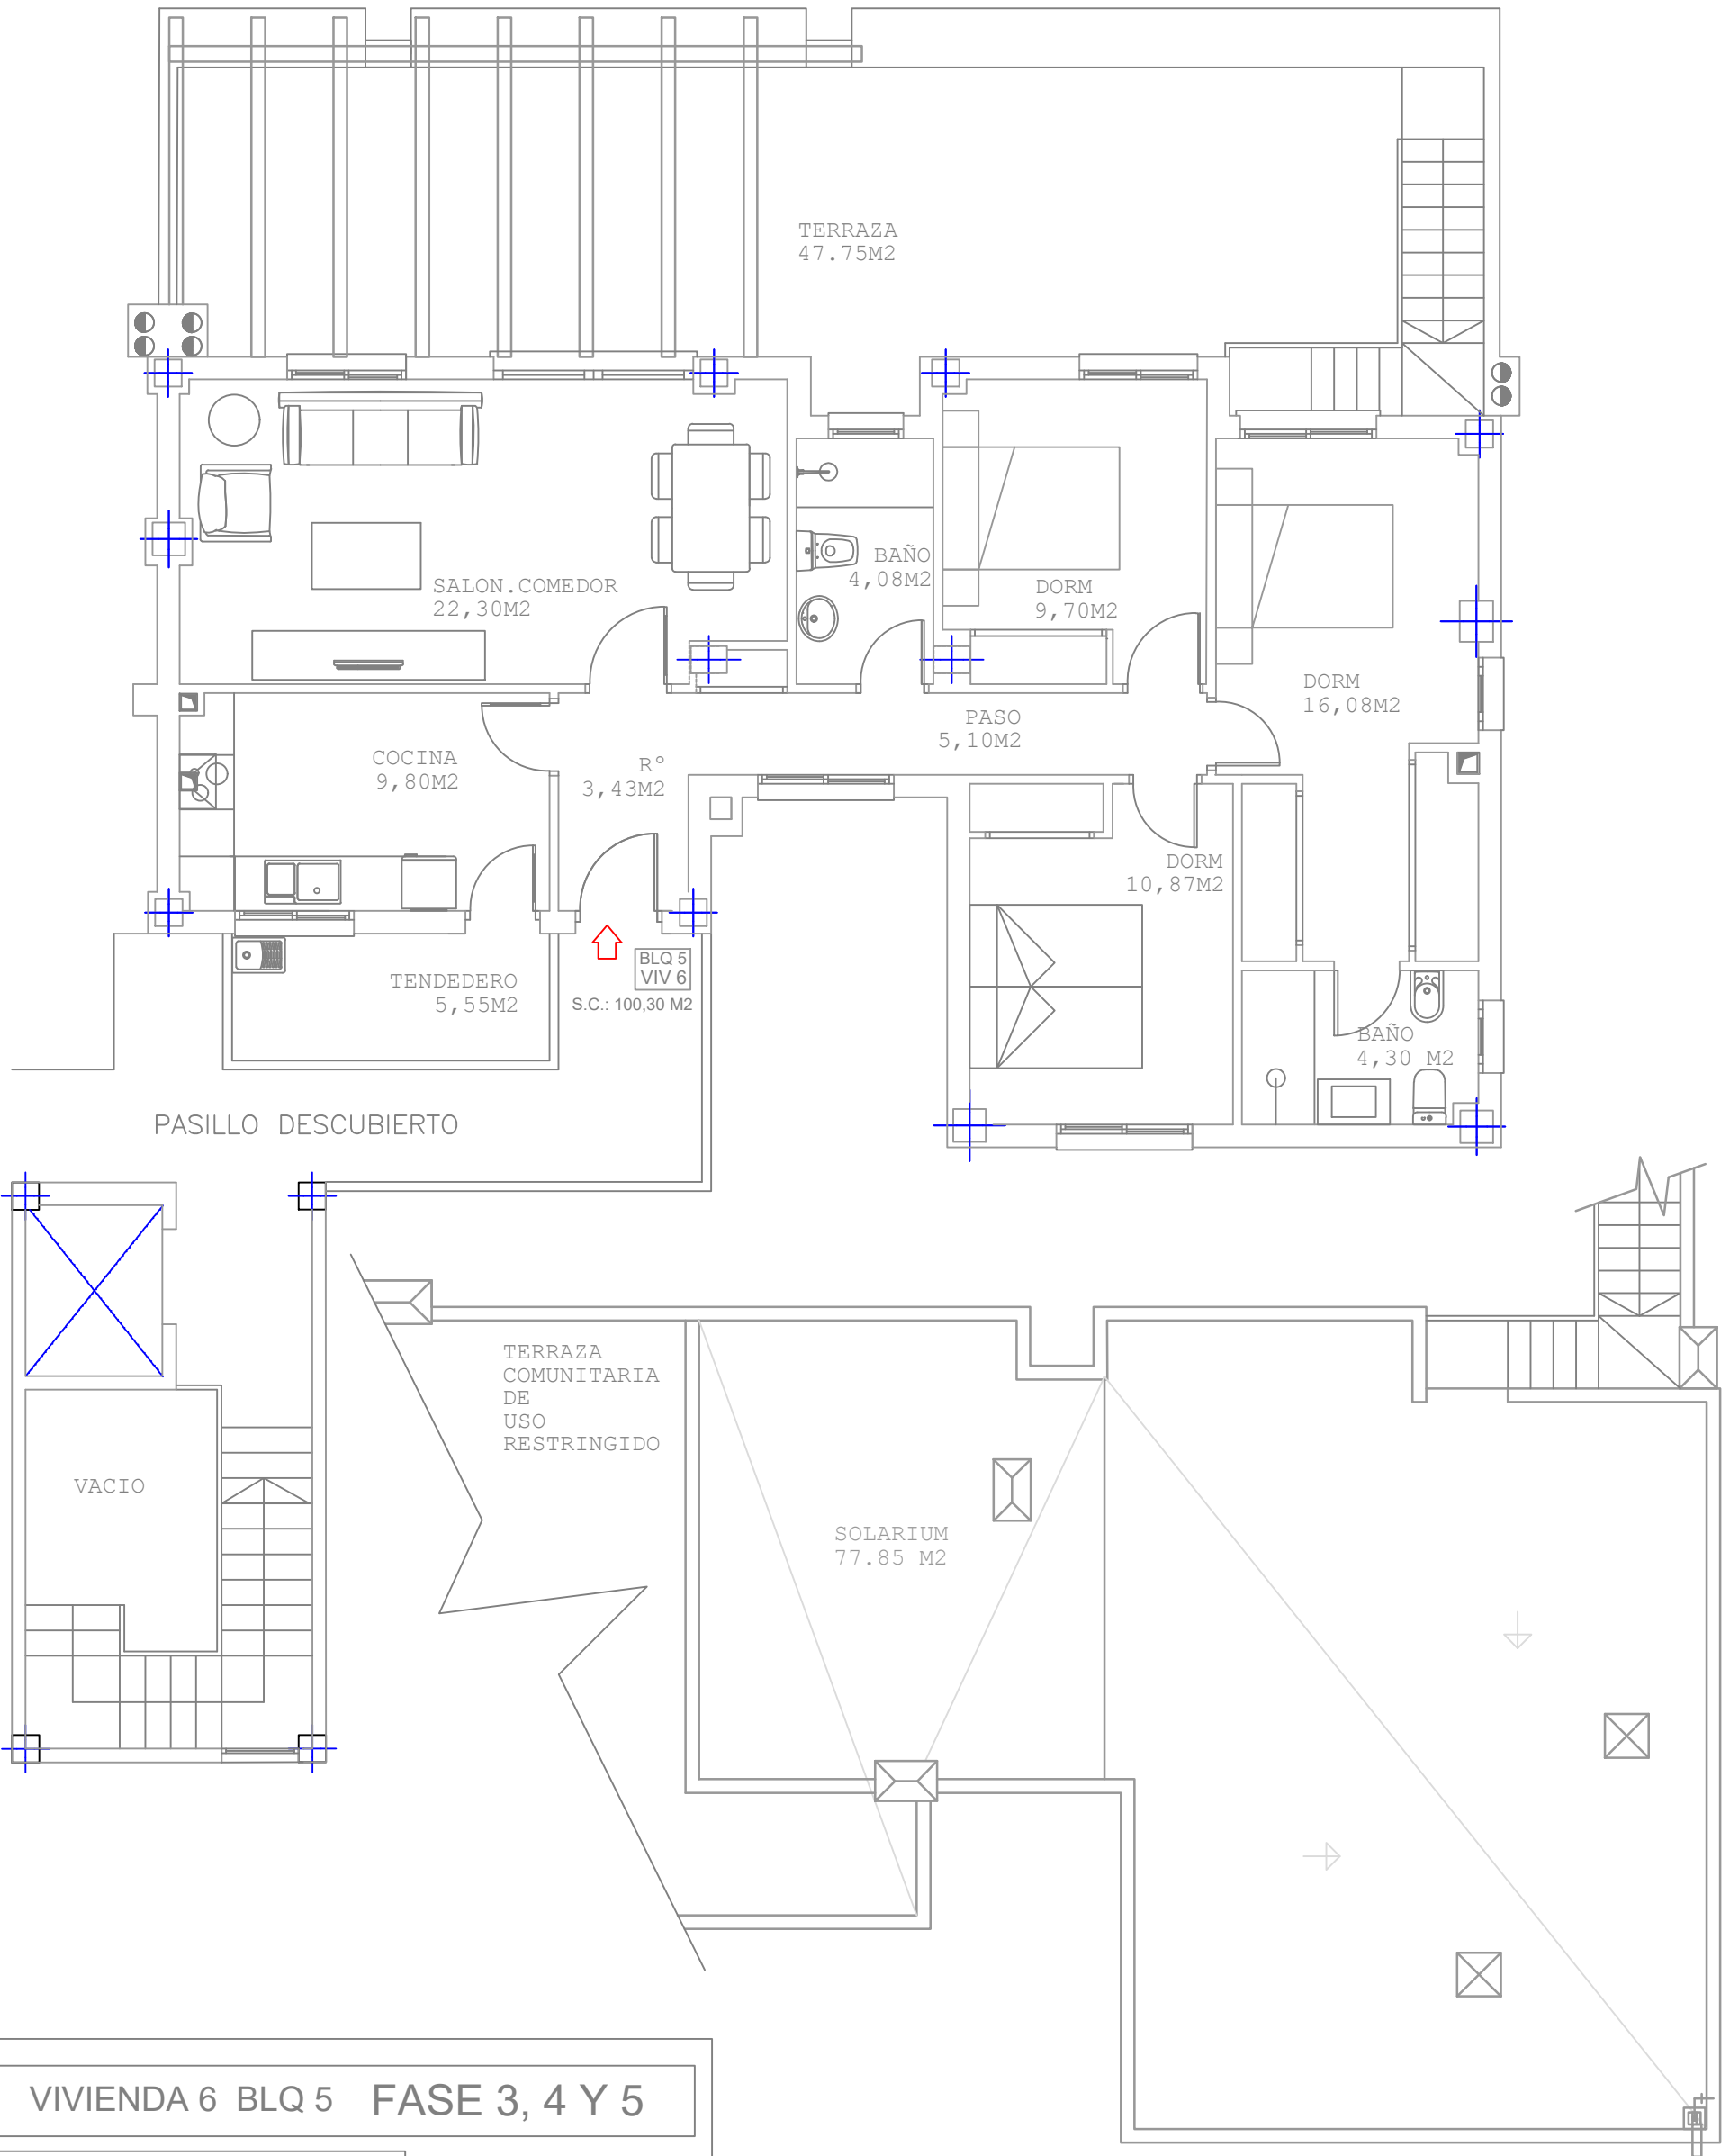 TERRAZA
47.75M2
BAÑO
4,08M2
DORM
9,70M2
SALON.COMEDOR
22,30M2
DORM
16,08M2
PASO
5,10M2
COCINA
9,80M2
Rº
3,43M2
DORM
10,87M2
BLQ 5
VIV 6
S.C.: 100,30 M2
TENDEDERO
5,55M2
BAÑO
4,30 M2
PASILLO DESCUBIERTO
TERRAZA
COMUNITARIA
DE
USO
RESTRINGIDO
VACIO
SOLARIUM
77.85 M2
VIVIENDA 6 BLQ 5 FASE 3, 4 Y 5